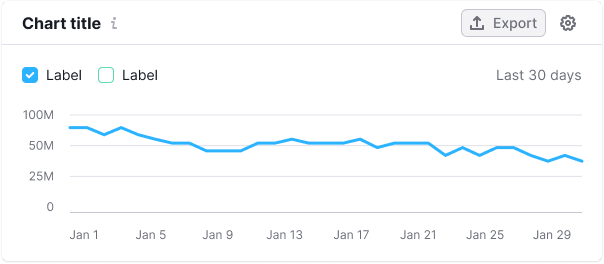 Chart title
Export
Label Label Last 30 days
100M
50M
25M
0
Jan 1 Jan 5 Jan 9 Jan 13 Jan 17 Jan 21 Jan 25 Jan 29